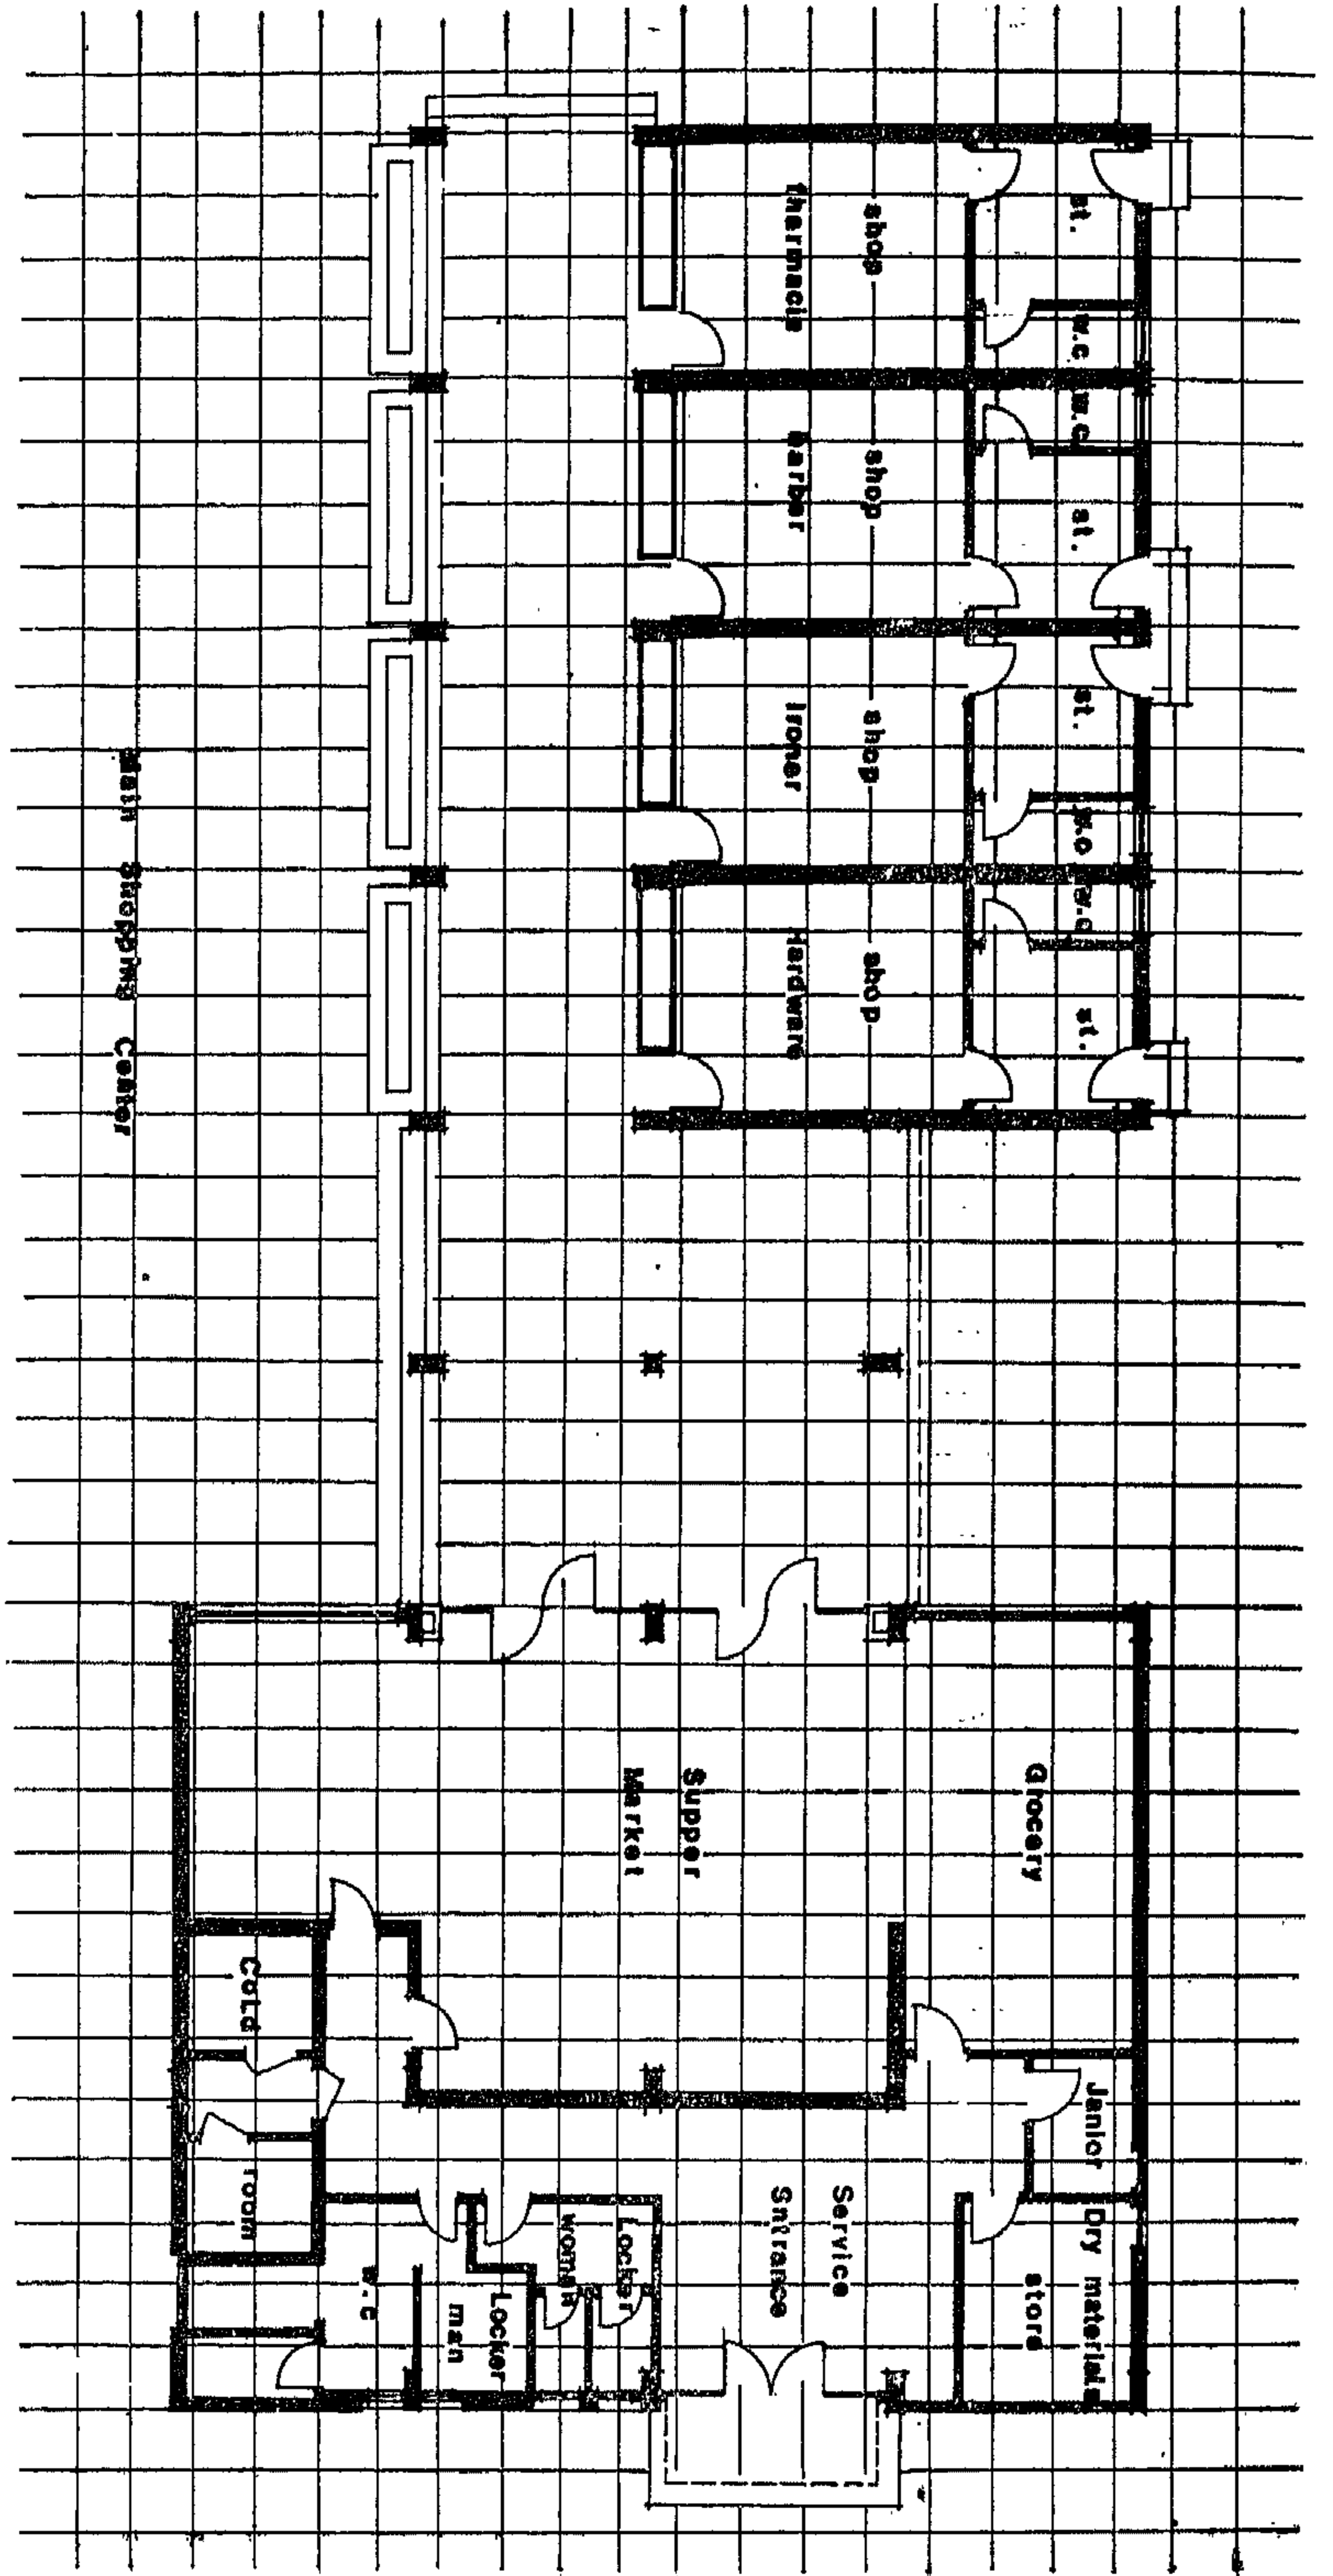 st.
W.C
W.C
st.
st.
W.C
W.C
st.
shop
shop
shop
shop
tharmacie
Barber
Ironer
Hardware
Grocery
Janior
Dry materials
store
Supper
Market
Service
Sntrance
Locker
woman
Locker
man
W.C
Cold
room
Main Shopping Center